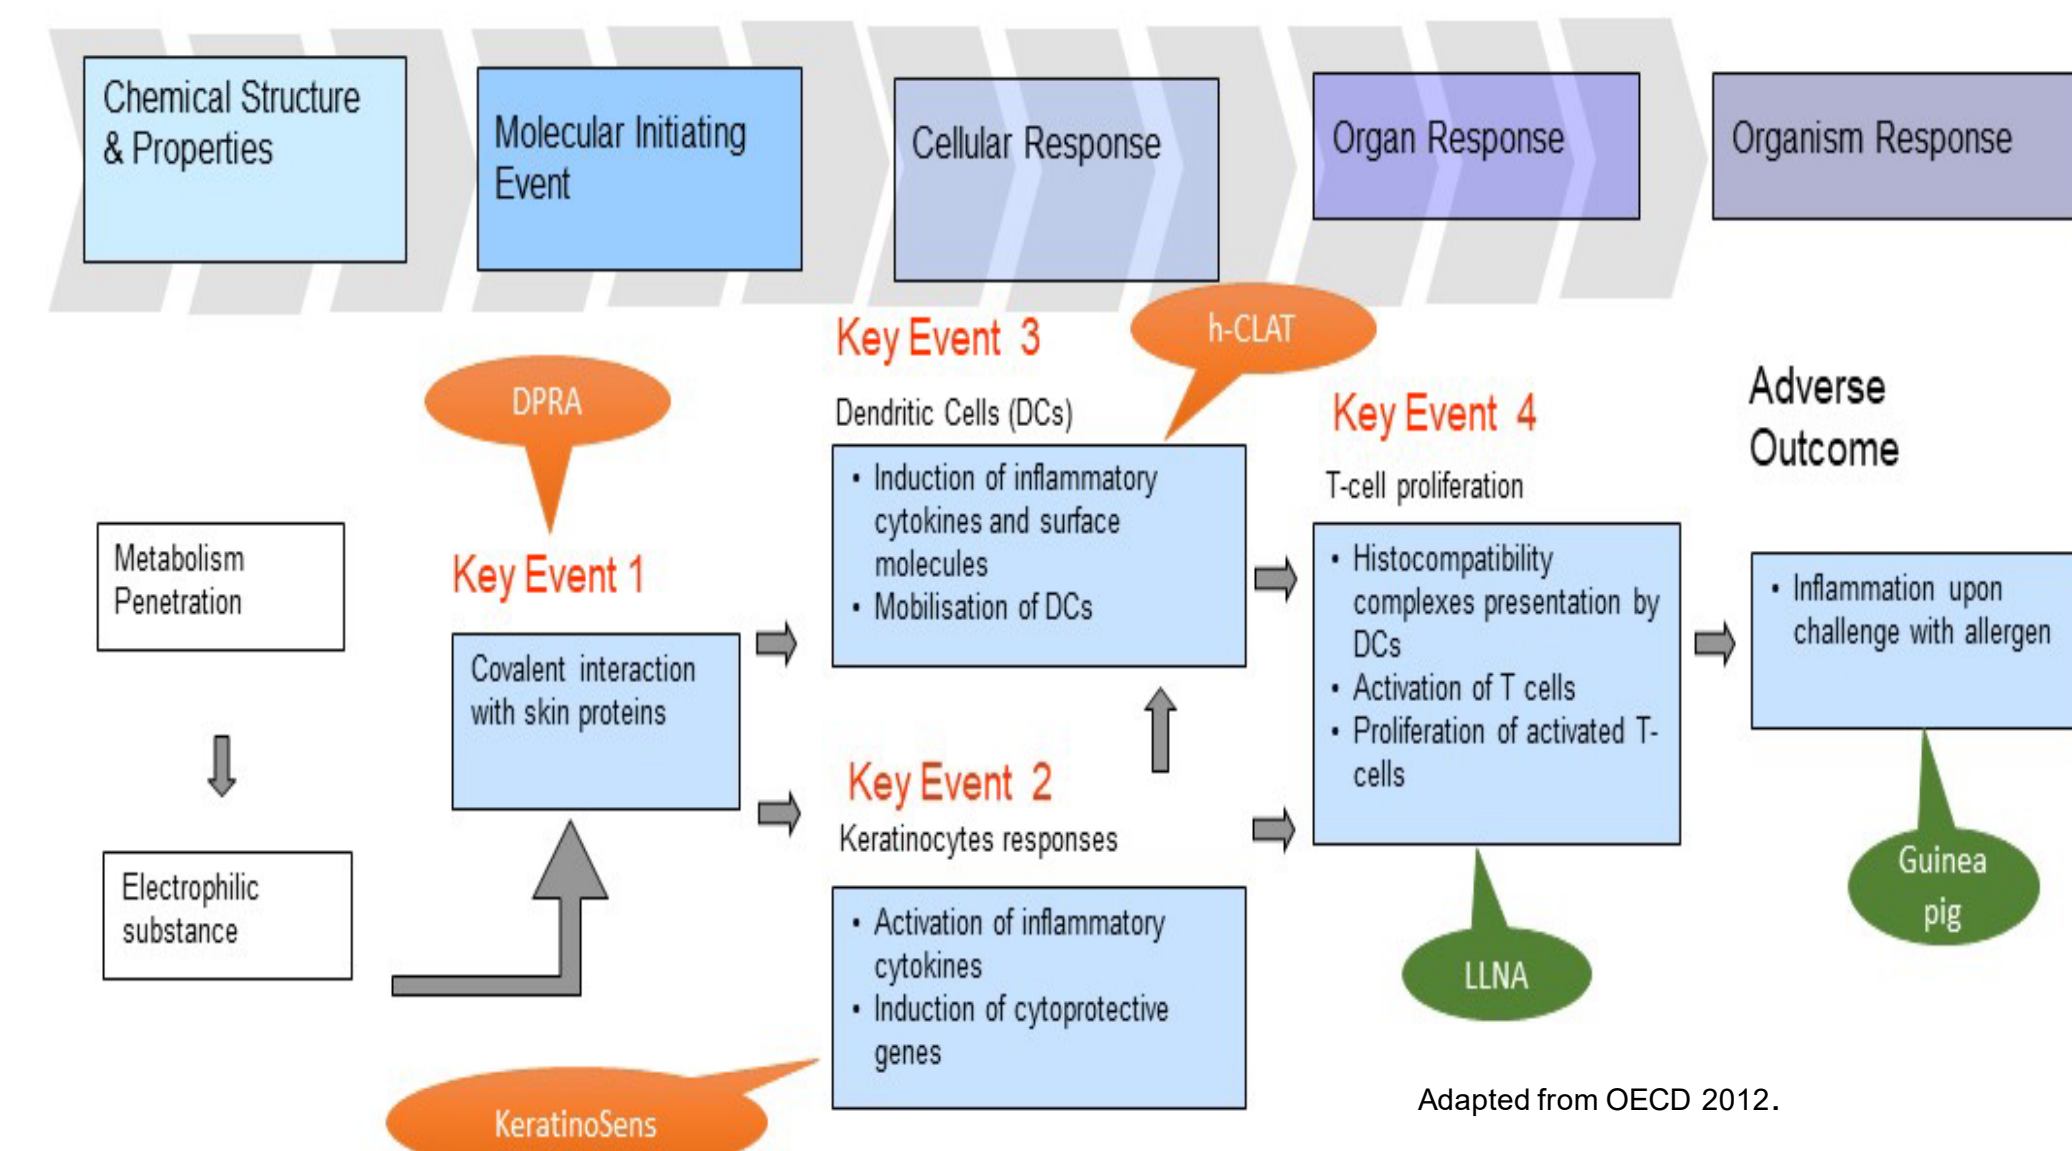 Chemical Structure
& Properties
Molecular Initiating
Event
Cellular Response
Organ Response
Organism Response
Metabolism
Penetration
Electrophilic
substance
DPRA
Key Event 1
Covalent interaction
with skin proteins
Key Event 3
h-CLAT
Dendritic Cells (DCs)
• Induction of inflammatory
cytokines and surface
molecules
• Mobilisation of DCs
Key Event 2
Keratinocytes responses
• Activation of inflammatory
cytokines
• Induction of cytoprotective
genes
KeratinoSens
Key Event 4
T-cell proliferation
• Histocompatibility
complexes presentation by
DCs
• Activation of T cells
• Proliferation of activated T-
cells
LLNA
Adverse
Outcome
• Inflammation upon
challenge with allergen
Guinea
pig
Adapted from OECD 2012.